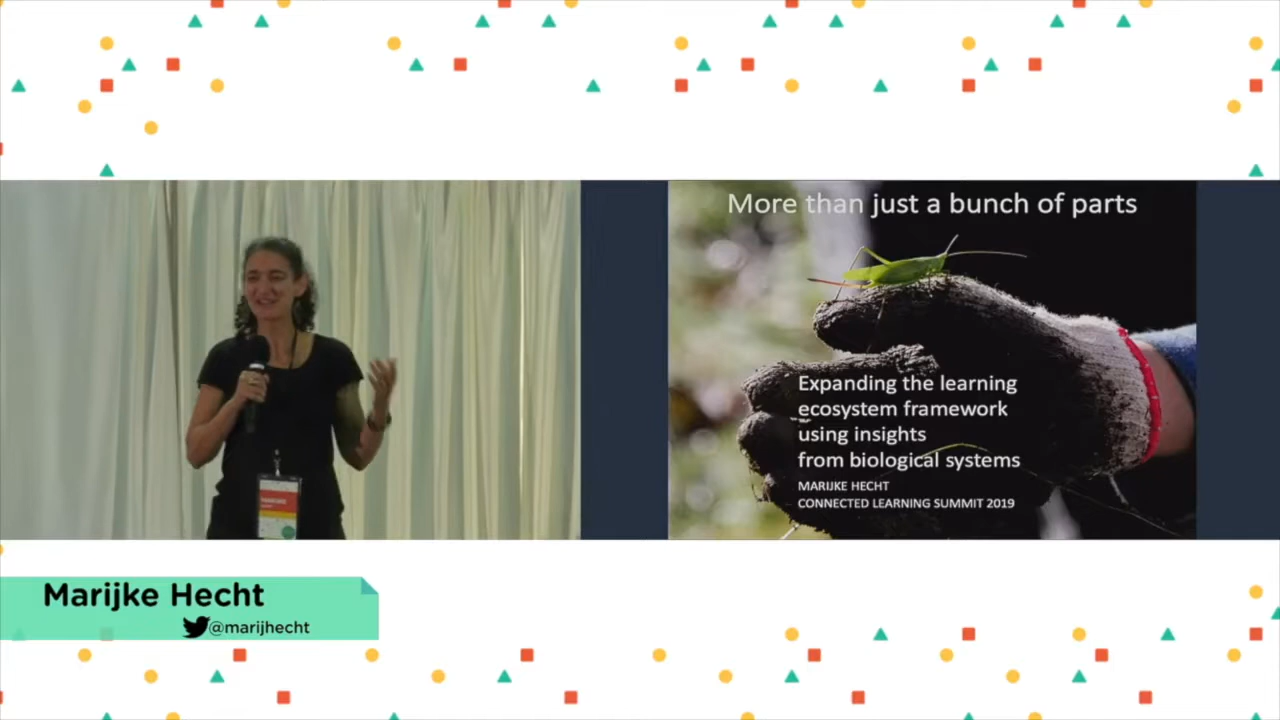 More than just a bunch of parts
Expanding the learning
ecosystem framework
using insights
from biological systems
MARIJKE HECHT
CONNECTED LEARNING SUMMIT 2019
Marijke Hecht
@marijhecht